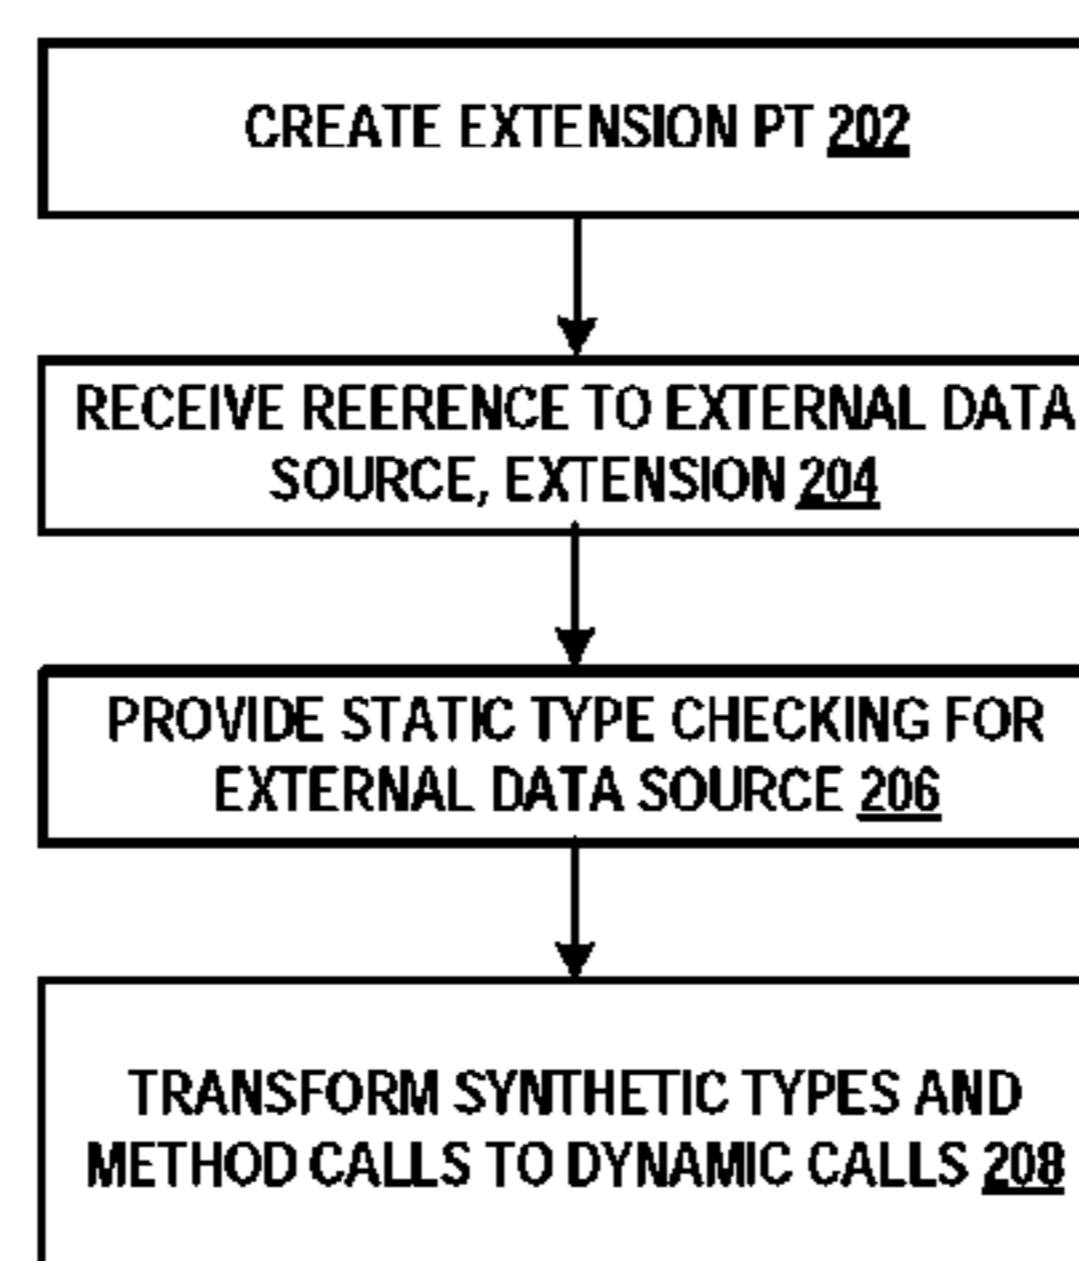 CREATE EXTENSION PT 202
RECEIVE REERENCE TO EXTERNAL DATA
SOURCE, EXTENSION 204
PROVIDE STATIC TYPE CHECKING FOR
EXTERNAL DATA SOURCE 206
TRANSFORM SYNTHETIC TYPES AND
METHOD CALLS TO DYNAMIC CALLS 208